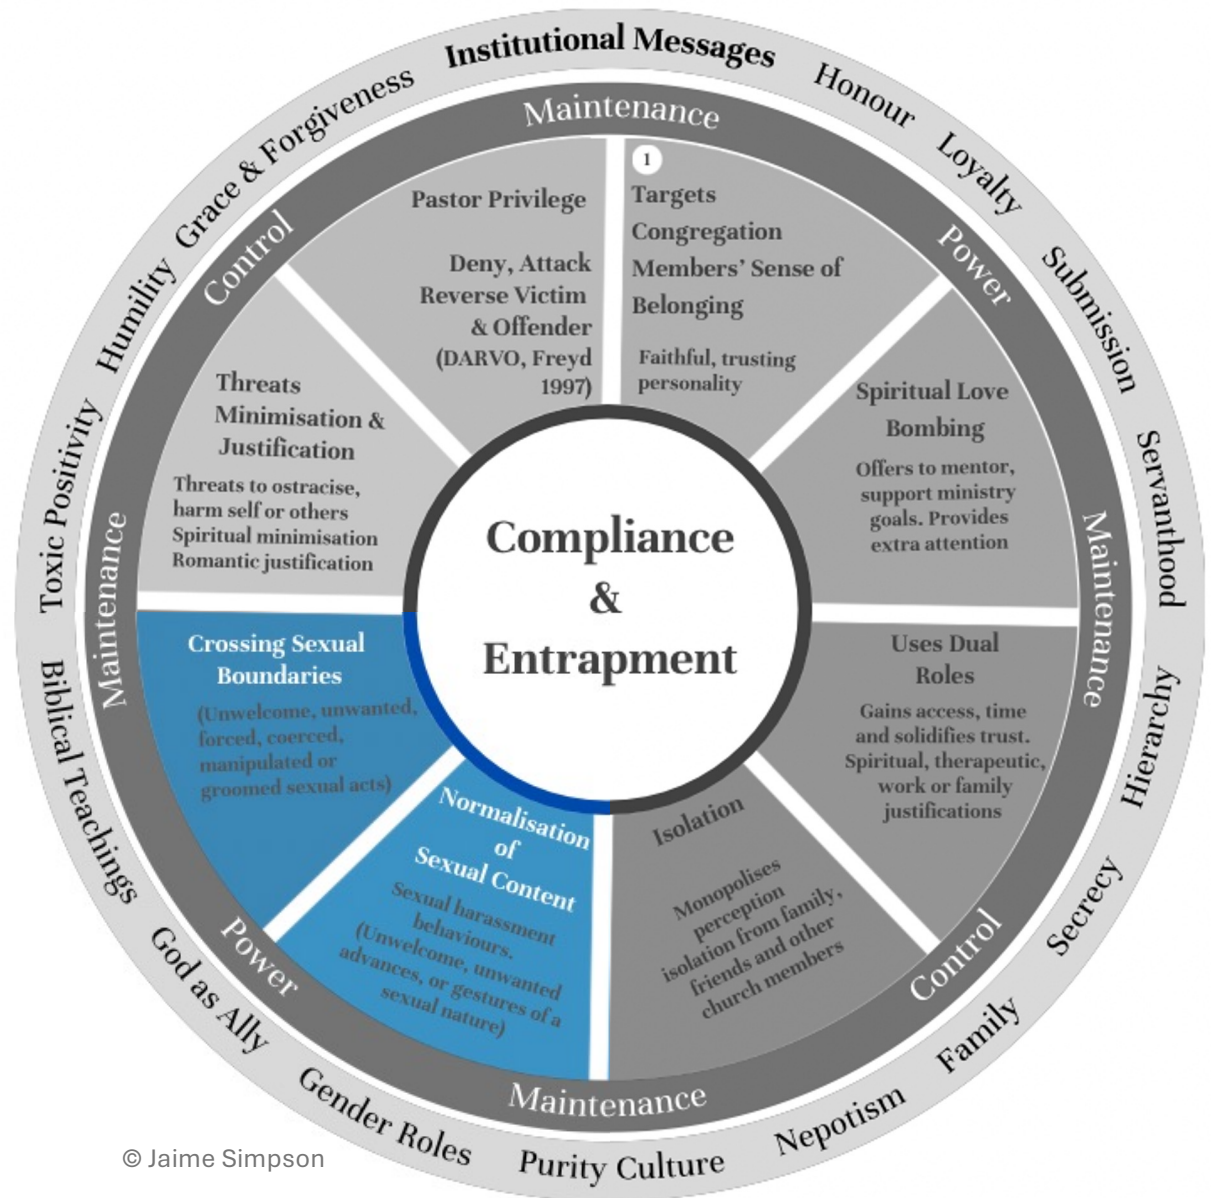 Institutional Messages
Honour
Loyalty
Submission
Servanthood
Hierarchy
Secrecy
Family
Nepotism
Purity Culture
Gender Roles
God as Ally
Biblical Teachings
Toxic Positivity
Humility
Grace & Forgiveness
Maintenance
Power
Maintenance
Control
Maintenance
Power
Maintenance
Control
1
Targets
Congregation
Members’ Sense of
Belonging
Faithful, trusting
personality
Spiritual Love
Bombing
Offers to mentor,
support ministry
goals. Provides
extra attention
Uses Dual
Roles
Gains access, time
and solidifies trust.
Spiritual, therapeutic,
work or family
justifications
Isolation
Monopolises
perception
isolation from family,
friends and other
church members
Normalisation
of
Sexual Content
Sexual harassment
behaviours.
(Unwelcome, unwanted
advances, or gestures of a
sexual nature)
Crossing Sexual
Boundaries
(Unwelcome, unwanted,
forced, coerced,
manipulated or
groomed sexual acts)
Threats
Minimisation &
Justification
Threats to ostracise,
harm self or others
Spiritual minimisation
Romantic justification
Pastor Privilege
Deny, Attack
Reverse Victim
& Offender
(DARVO, Freyd
1997)
Compliance
&
Entrapment
© Jaime Simpson